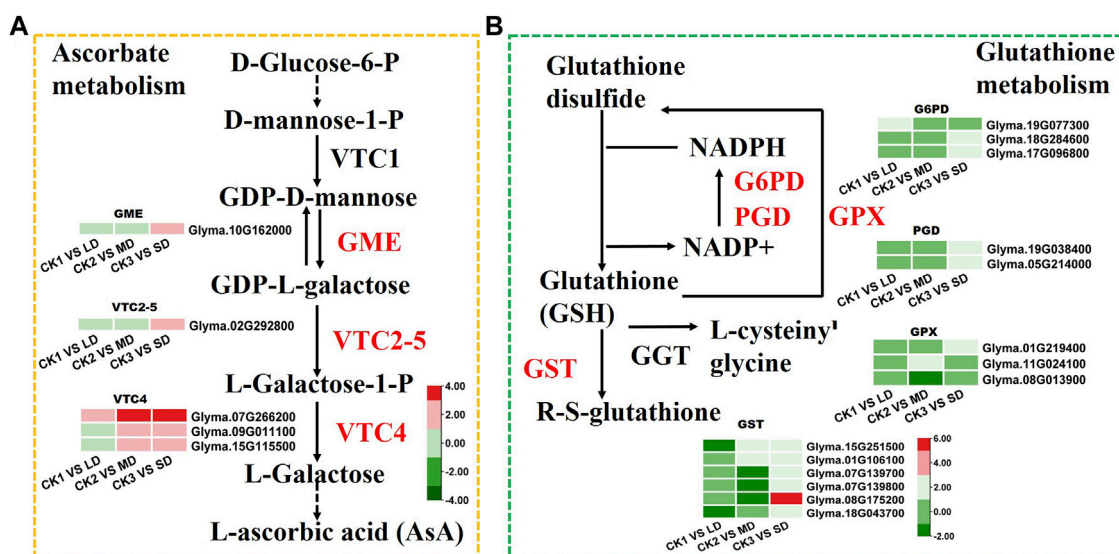 A
Ascorbate
metabolism
D-Glucose-6-P
D-mannose-1-P
VTC1
GDP-D-mannose
GME
Glyma.10G162000
CK1 VS LD
CK2 VS MD
CK3 VS SD
GME
GDP-L-galactose
VTC2-5
Glyma.02G292800
CK1 VS LD
CK2 VS MD
CK3 VS SD
VTC2-5
L-Galactose-1-P
VTC4
Glyma.07G266200
Glyma.09G011100
Glyma.15G115500
CK1 VS LD
CK2 VS MD
CK3 VS SD
VTC4
4.00
2.00
0.00
-2.00
-4.00
L-Galactose
L-ascorbic acid (AsA)
B
Glutathione
metabolism
Glutathione
disulfide
NADPH
G6PD
PGD
GPX
NADP+
Glutathione
(GSH)
L-cysteiny'
glycine
GGT
GST
R-S-glutathione
G6PD
Glyma.19G077300
Glyma.18G284600
Glyma.17G096800
CK1 VS LD
CK2 VS MD
CK3 VS SD
PGD
Glyma.19G038400
Glyma.05G214000
CK1 VS LD
CK2 VS MD
CK3 VS SD
GPX
Glyma.01G219400
Glyma.11G024100
Glyma.08G013900
CK1 VS LD
CK2 VS MD
CK3 VS SD
GST
Glyma.15G251500
Glyma.01G106100
Glyma.07G139700
Glyma.07G139800
Glyma.08G175200
Glyma.18G043700
CK1 VS LD
CK2 VS MD
CK3 VS SD
6.00
4.00
2.00
0.00
-2.00